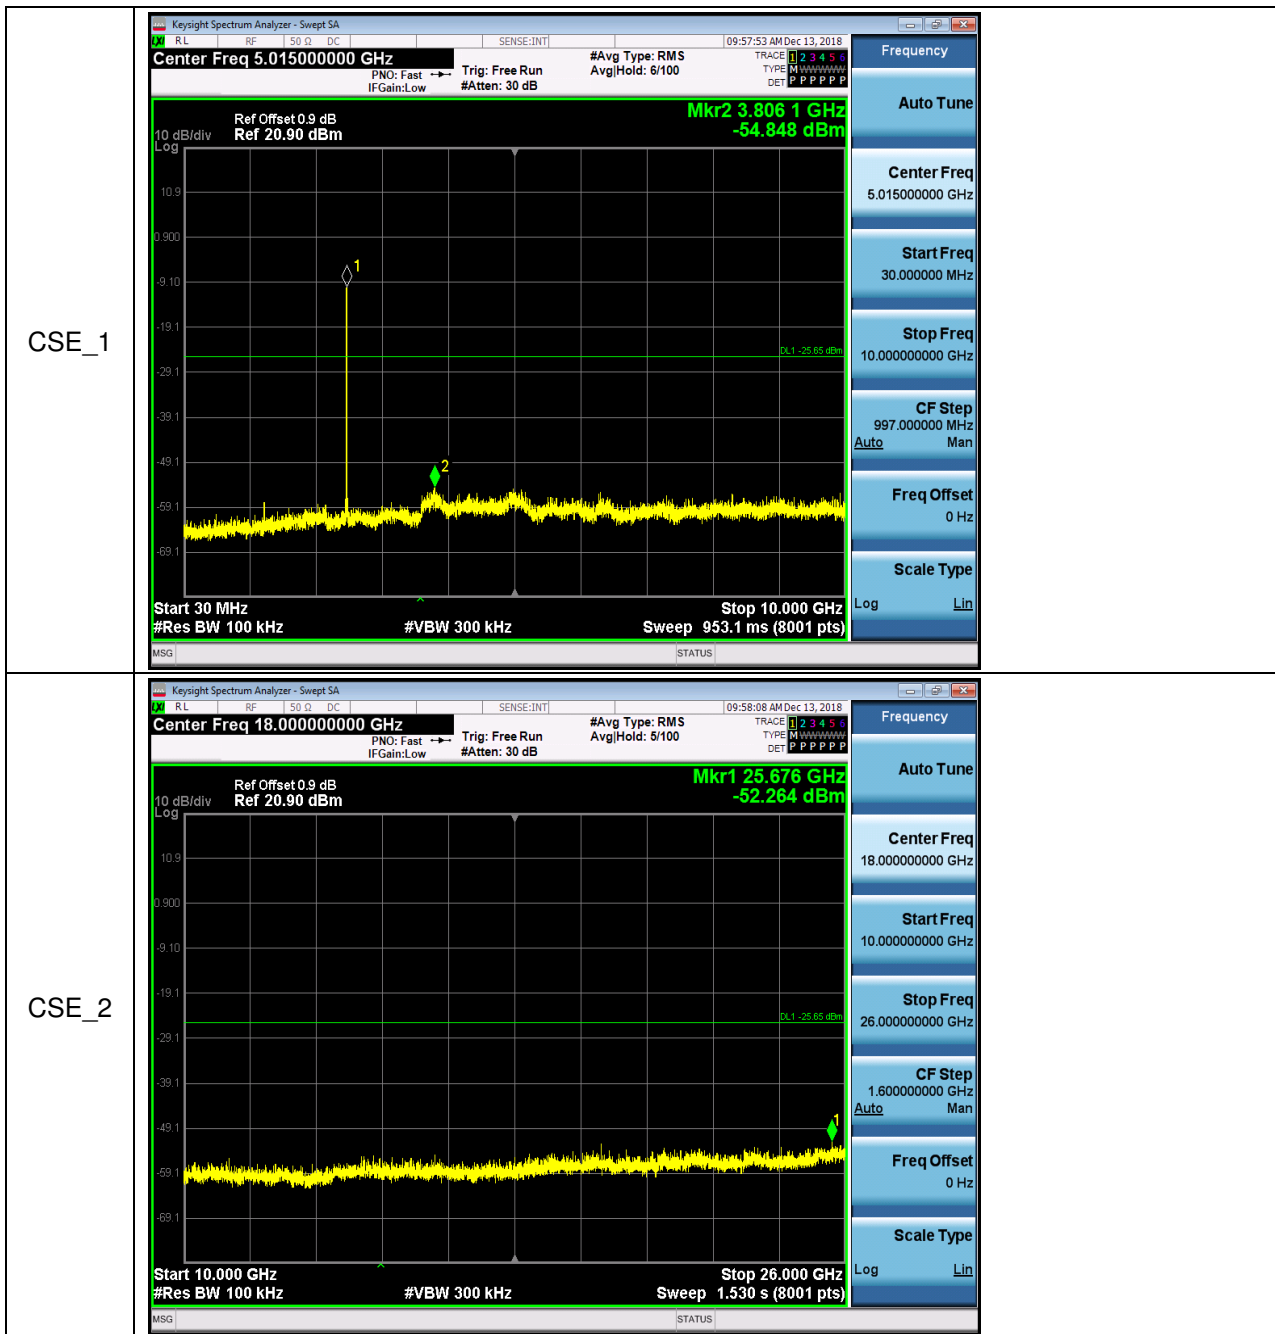 CSE_1
Keysight Spectrum Analyzer - Swept SA
RL RF 50 Ω DC SENSE:INT 09:57:53 AM Dec 13, 2018
Center Freq 5.015000000 GHz
PNO: Fast
IFGain:Low
Trig: Free Run
#Atten: 30 dB
#Avg Type: RMS
Avg|Hold: 6/100
TRACE 1 2 3 4 5 6
TYPE M WWWWW
DET P P P P P P
Mkr2 3.806 1 GHz
-54.848 dBm
Ref Offset 0.9 dB
10 dB/div Ref 20.90 dBm
Log
10.9
0.900
-9.10
-19.1
-29.1
-39.1
-49.1
-59.1
-69.1
1
2
DL1 -25.65 dBm
Start 30 MHz Stop 10.000 GHz
#Res BW 100 kHz #VBW 300 kHz Sweep 953.1 ms (8001 pts)
MSG STATUS
Frequency
Auto Tune
Center Freq
5.015000000 GHz
Start Freq
30.000000 MHz
Stop Freq
10.000000000 GHz
CF Step
997.000000 MHz
Auto Man
Freq Offset
0 Hz
Scale Type
Log Lin
CSE_2
Keysight Spectrum Analyzer - Swept SA
RL RF 50 Ω DC SENSE:INT 09:58:08 AM Dec 13, 2018
Center Freq 18.000000000 GHz
PNO: Fast
IFGain:Low
Trig: Free Run
#Atten: 30 dB
#Avg Type: RMS
Avg|Hold: 5/100
TRACE 1 2 3 4 5 6
TYPE M WWWWW
DET P P P P P P
Mkr1 25.676 GHz
-52.264 dBm
Ref Offset 0.9 dB
10 dB/div Ref 20.90 dBm
Log
10.9
0.900
-9.10
-19.1
-29.1
-39.1
-49.1
-59.1
-69.1
1
DL1 -25.65 dBm
Start 10.000 GHz Stop 26.000 GHz
#Res BW 100 kHz #VBW 300 kHz Sweep 1.530 s (8001 pts)
MSG STATUS
Frequency
Auto Tune
Center Freq
18.000000000 GHz
Start Freq
10.000000000 GHz
Stop Freq
26.000000000 GHz
CF Step
1.600000000 GHz
Auto Man
Freq Offset
0 Hz
Scale Type
Log Lin